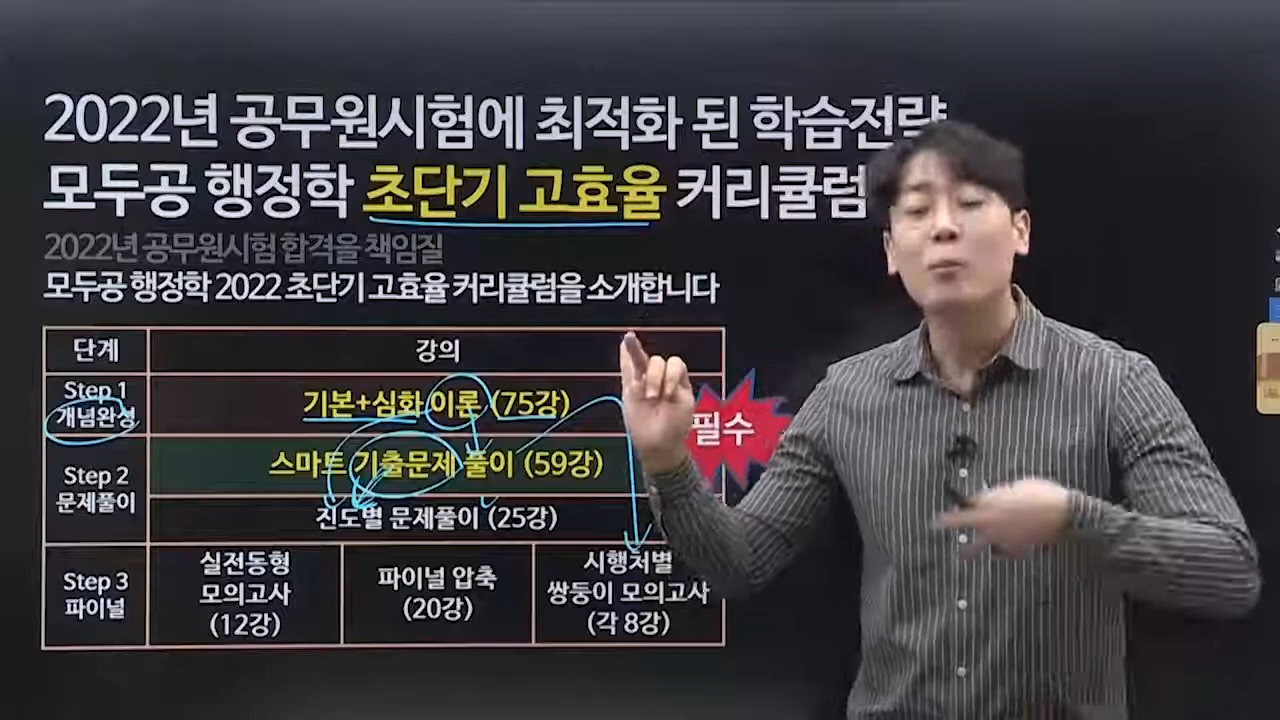 2022년 공무원시험에 최적화 된 학습전략
모두공 행정학 초단기 고효율 커리큘럼
2022년 공무원시험 합격을 책임질
모두공 행정학 2022 초단기 고효율 커리큘럼을 소개합니다
단계
강의
Step 1
개념완성
기본+심화 이론 (75강)
필수
Step 2
문제풀이
스마트 기출문제 풀이 (59강)
진도별 문제풀이 (25강)
Step 3
파이널
실전동형
모의고사
(12강)
파이널 압축
(20강)
시행처별
쌍둥이 모의고사
(각 8강)